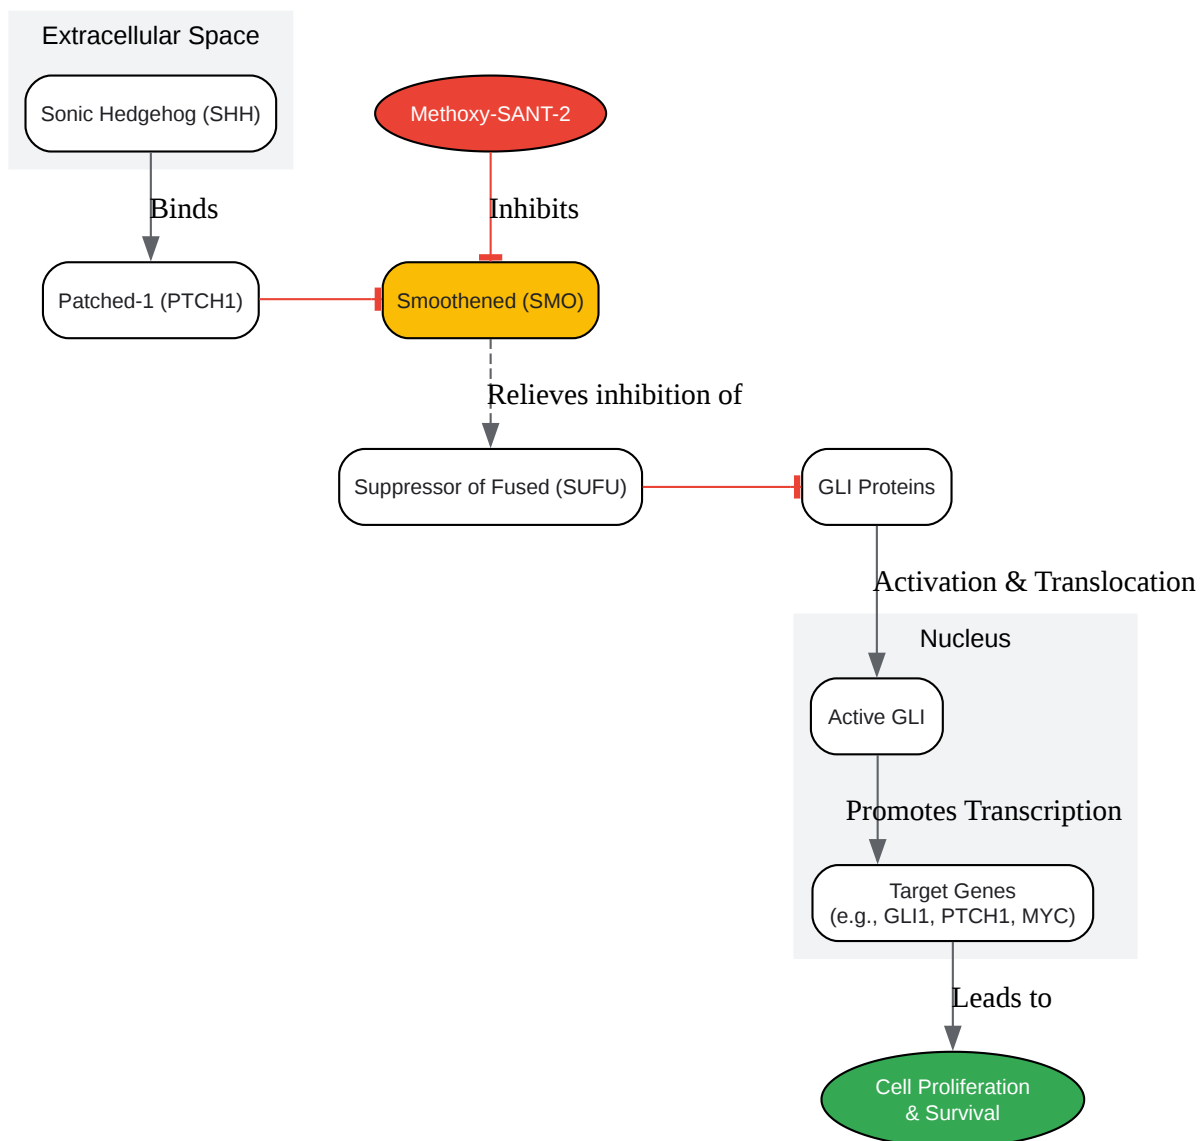 Extracellular Space
Sonic Hedgehog (SHH)
Methoxy-SANT-2
Binds
Inhibits
Patched-1 (PTCH1)
Smoothened (SMO)
Relieves inhibition of
Suppressor of Fused (SUFU)
GLI Proteins
Activation & Translocation
Nucleus
Active GLI
Promotes Transcription
Target Genes
(e.g., GLI1, PTCH1, MYC)
Leads to
Cell Proliferation
& Survival